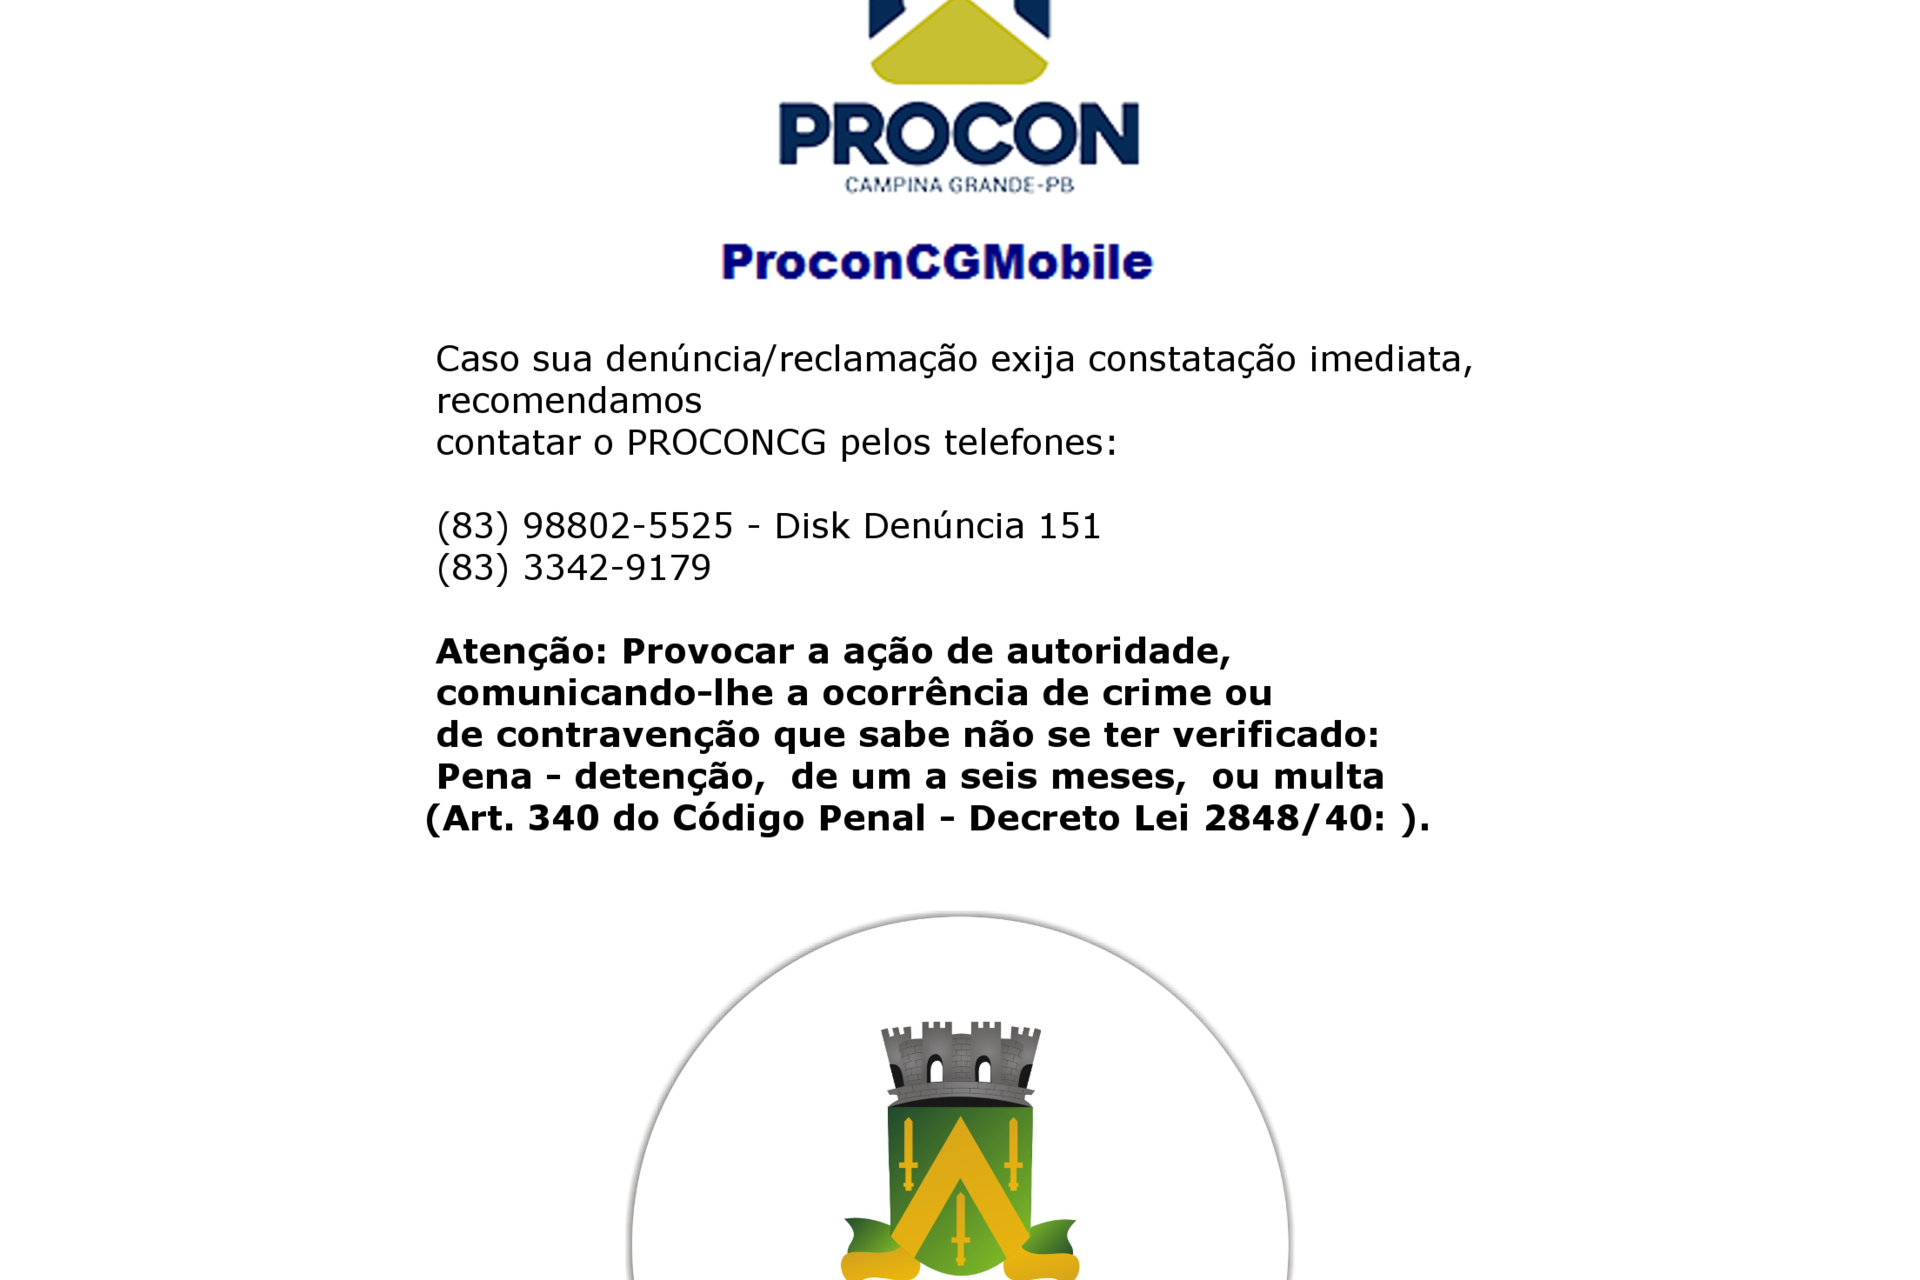 PROCON
CAMPINA GRANDE-PB
ProconCGMobile
Caso sua denúncia/reclamação exija constatação imediata,
recomendamos
contatar o PROCONCG pelos telefones:
(83) 98802-5525 - Disk Denúncia 151
(83) 3342-9179
Atenção: Provocar a ação de autoridade,
comunicando-lhe a ocorrência de crime ou
de contravenção que sabe não se ter verificado:
Pena - detenção,  de um a seis meses,  ou multa
(Art. 340 do Código Penal - Decreto Lei 2848/40: ).